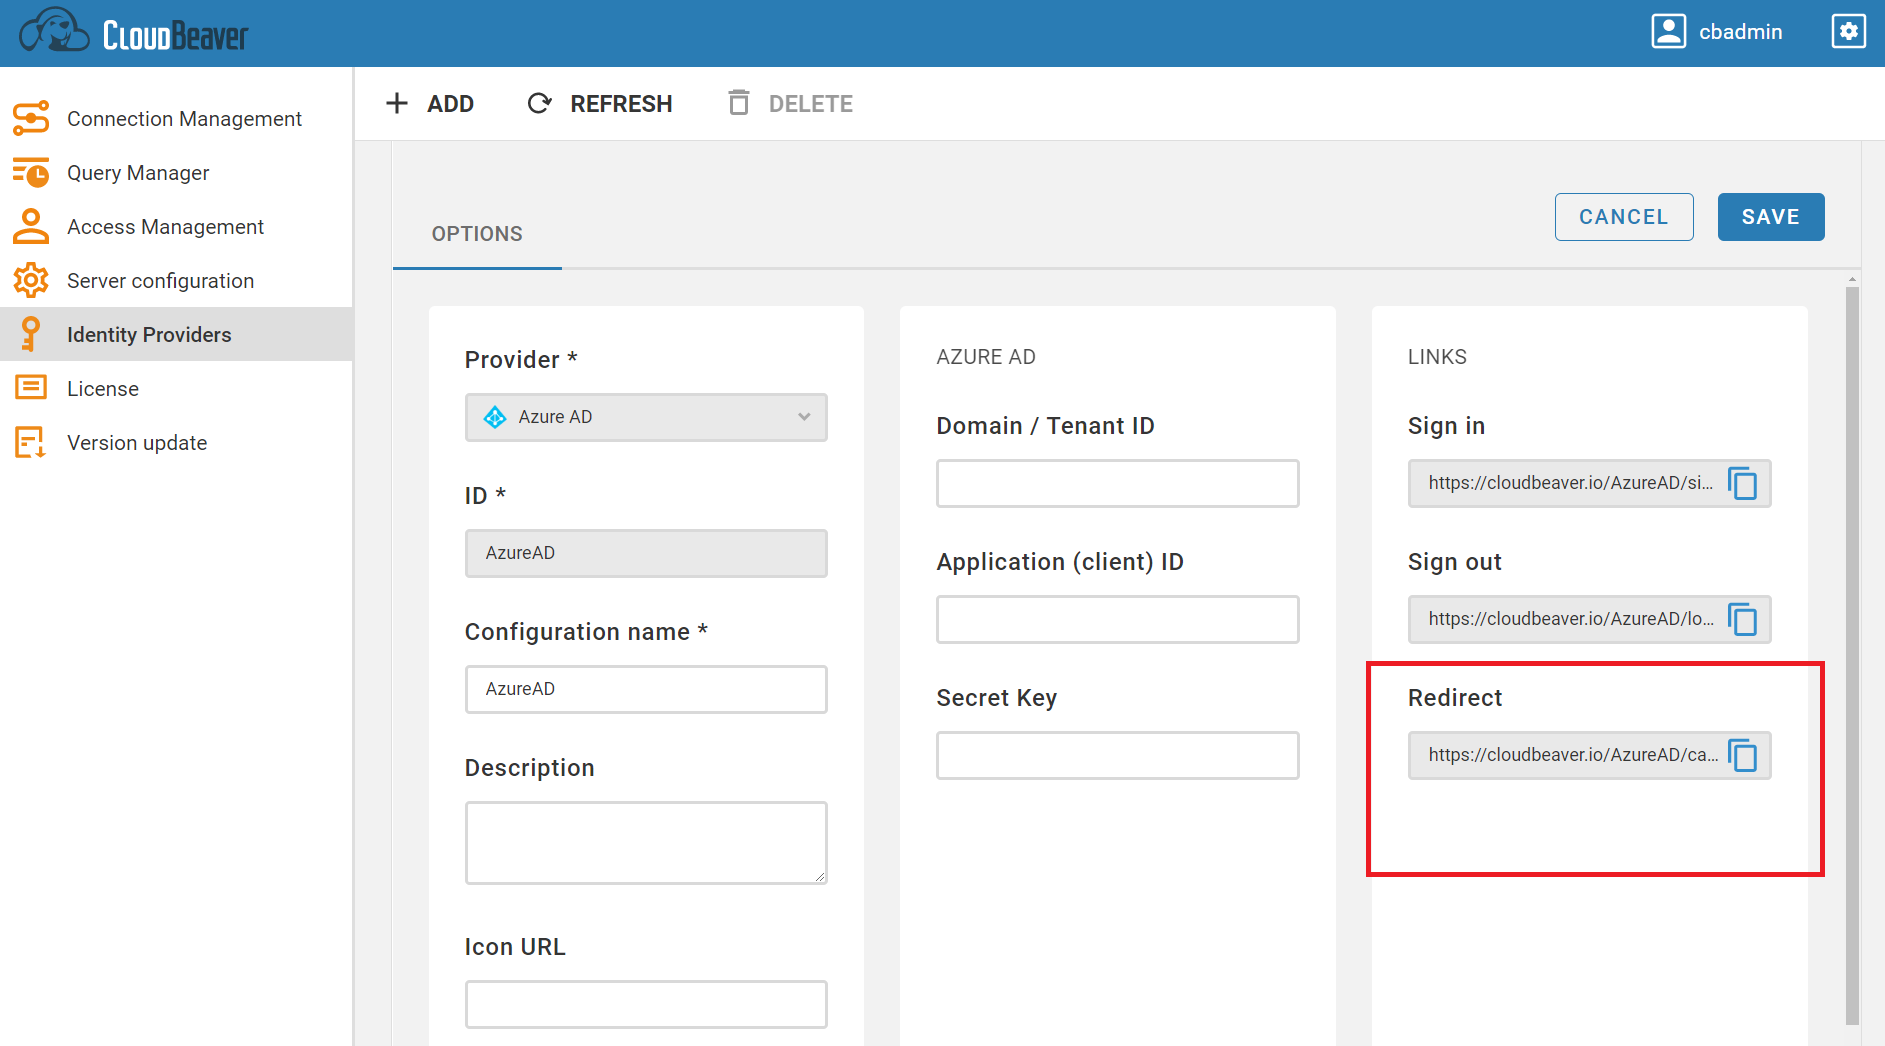 CLOUDBEAVER
cbadmin
Connection Management
Query Manager
Access Management
Server configuration
Identity Providers
License
Version update
ADD
REFRESH
DELETE
OPTIONS
CANCEL
SAVE
Provider *
Azure AD
ID *
AzureAD
Configuration name *
AzureAD
Description
Icon URL
AZURE AD
Domain / Tenant ID
Application (client) ID
Secret Key
LINKS
Sign in
https://cloudbeaver.io/AzureAD/si...
Sign out
https://cloudbeaver.io/AzureAD/lo...
Redirect
https://cloudbeaver.io/AzureAD/ca...